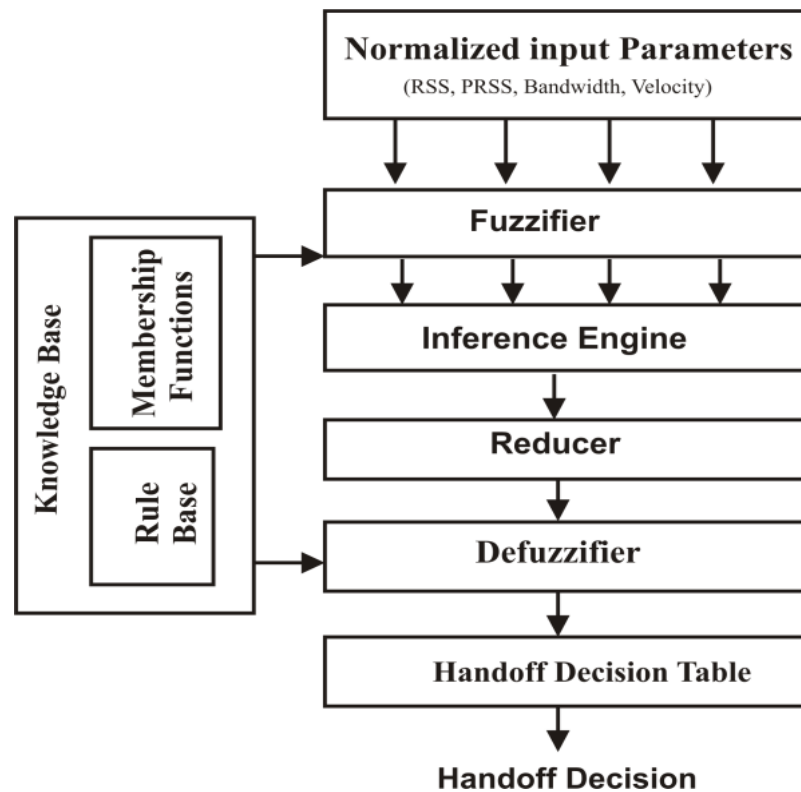 Normalized input Parameters
(RSS, PRSS, Bandwidth, Velocity)
Fuzzifier
Inference Engine
Reducer
Defuzzifier
Handoff Decision Table
Handoff Decision
Knowledge Base
Membership
Functions
Rule
Base